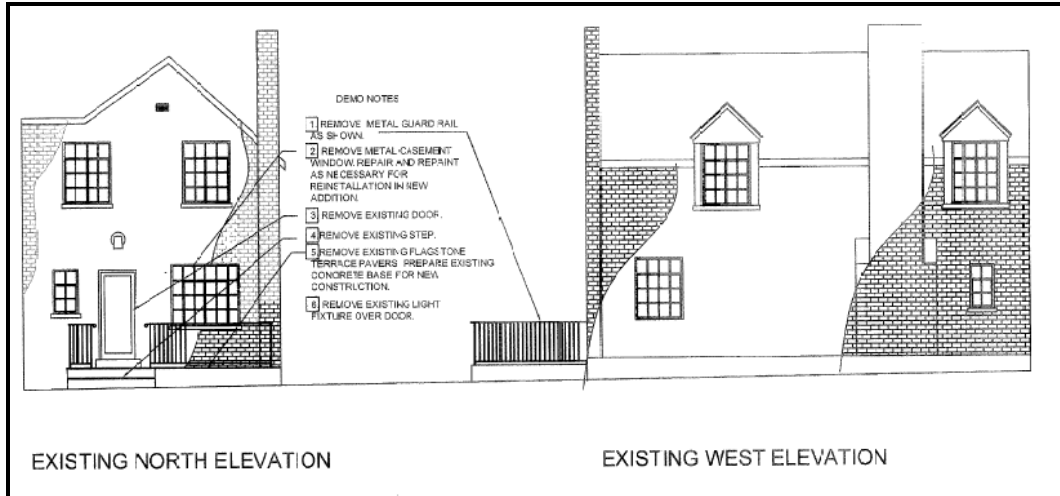 DEMO NOTES
1 REMOVE METAL GUARD RAIL
AS SHOWN.
2 REMOVE METAL CASEMENT
WINDOW. REPAIR AND REPAINT
AS NECESSARY FOR
REINSTALLATION IN NEW
ADDITION.
3 REMOVE EXISTING DOOR.
4 REMOVE EXISTING STEP.
5 REMOVE EXISTING FLAGSTONE
TERRACE PAVERS. PREPARE EXISTING
CONCRETE BASE FOR NEW
CONSTRUCTION.
6 REMOVE EXISTING LIGHT
FIXTURE OVER DOOR.
EXISTING NORTH ELEVATION
EXISTING WEST ELEVATION